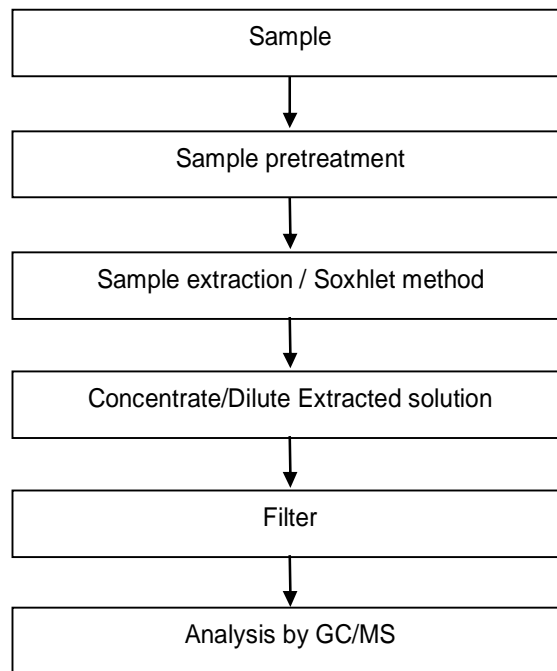 Sample
Sample pretreatment
Sample extraction / Soxhlet method
Concentrate/Dilute Extracted solution
Filter
Analysis by GC/MS